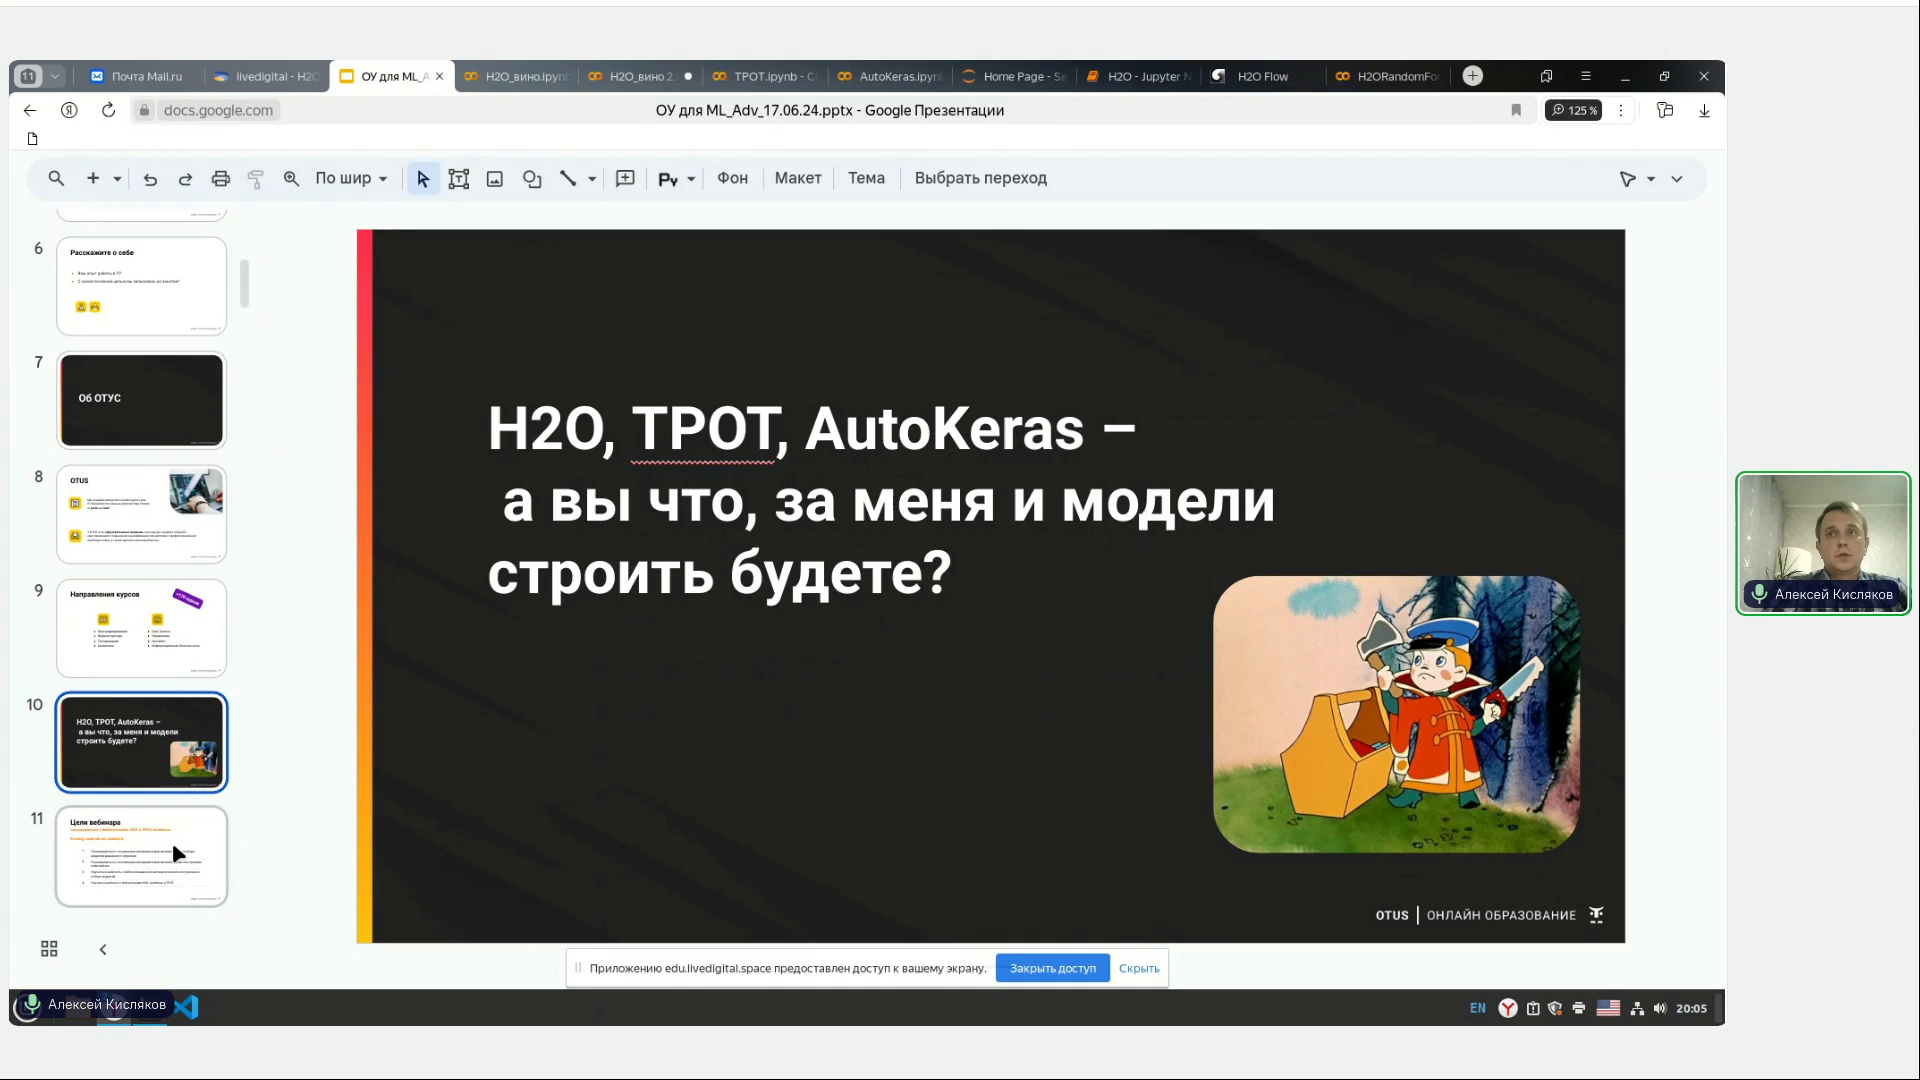 11
Почта Mail.ru
livedigital - H2O
ОУ для ML_A
H2O_вино.ipynb
H2O_вино 2.
TPOT.ipynb - C
AutoKeras.ipyn
Home Page - Se
H2O - Jupyter N
H2O Flow
H2ORandomFo
docs.google.com
ОУ для ML_Adv_17.06.24.pptx - Google Презентации
125 %
По шир
Фон
Макет
Тема
Выбрать переход
6
Расскажите о себе
7
Об ОТУС
8
OTUS
9
Направления курсов
10
H2O, TPOT, AutoKeras –
а вы что, за меня и модели
строить будете?
11
Цели вебинара
H2O, TPOT, AutoKeras –
а вы что, за меня и модели
строить будете?
OTUS | ОНЛАЙН ОБРАЗОВАНИЕ
Приложению edu.livedigital.space предоставлен доступ к вашему экрану.
Закрыть доступ
Скрыть
Алексей Кисляков
Алексей Кисляков
EN
20:05